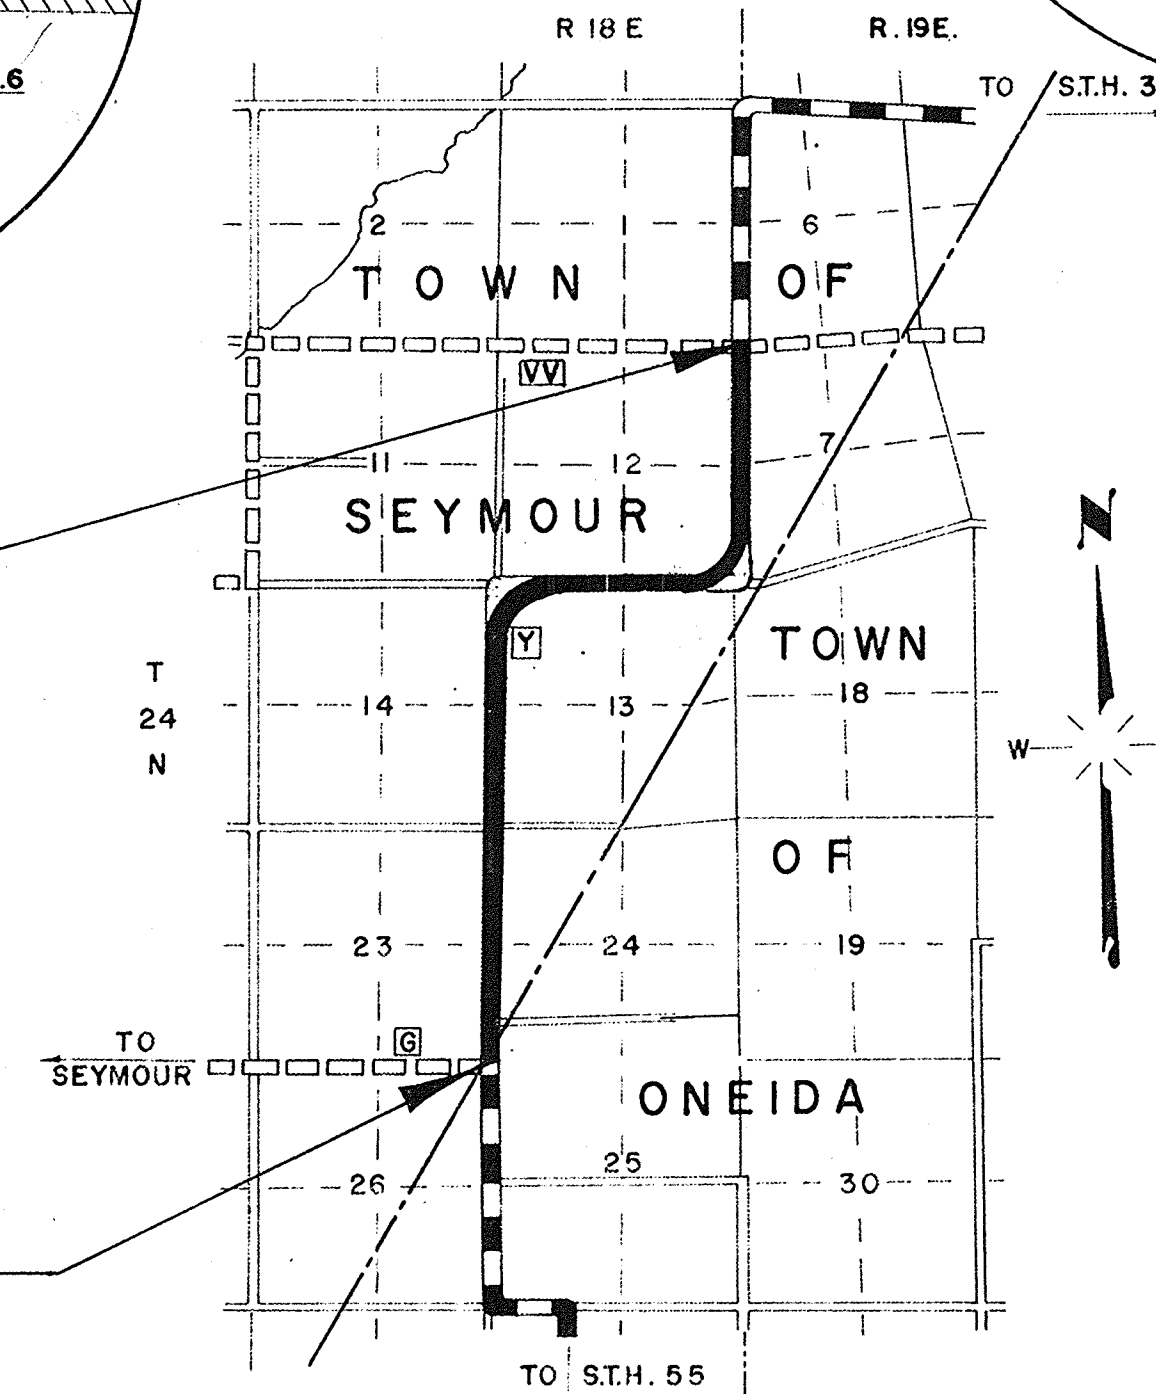 R 18 E
R.19E.
.6
TO S.T.H. 3
2
1
6
TOWN OF
VV
7
11
12
SEYMOUR
N
Y
TOWN
T
24
N
14
13
18
W
OF
23
24
19
TO
SEYMOUR
G
ONEIDA
26
25
30
TO S.T.H. 55